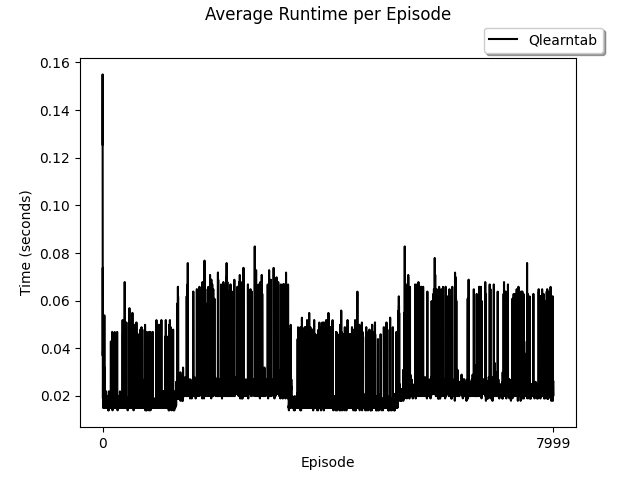 Average Runtime per Episode
Qlearntab
0.16
0.14
0.12
0.10
0.08
0.06
0.04
0.02
Time (seconds)
0
7999
Episode